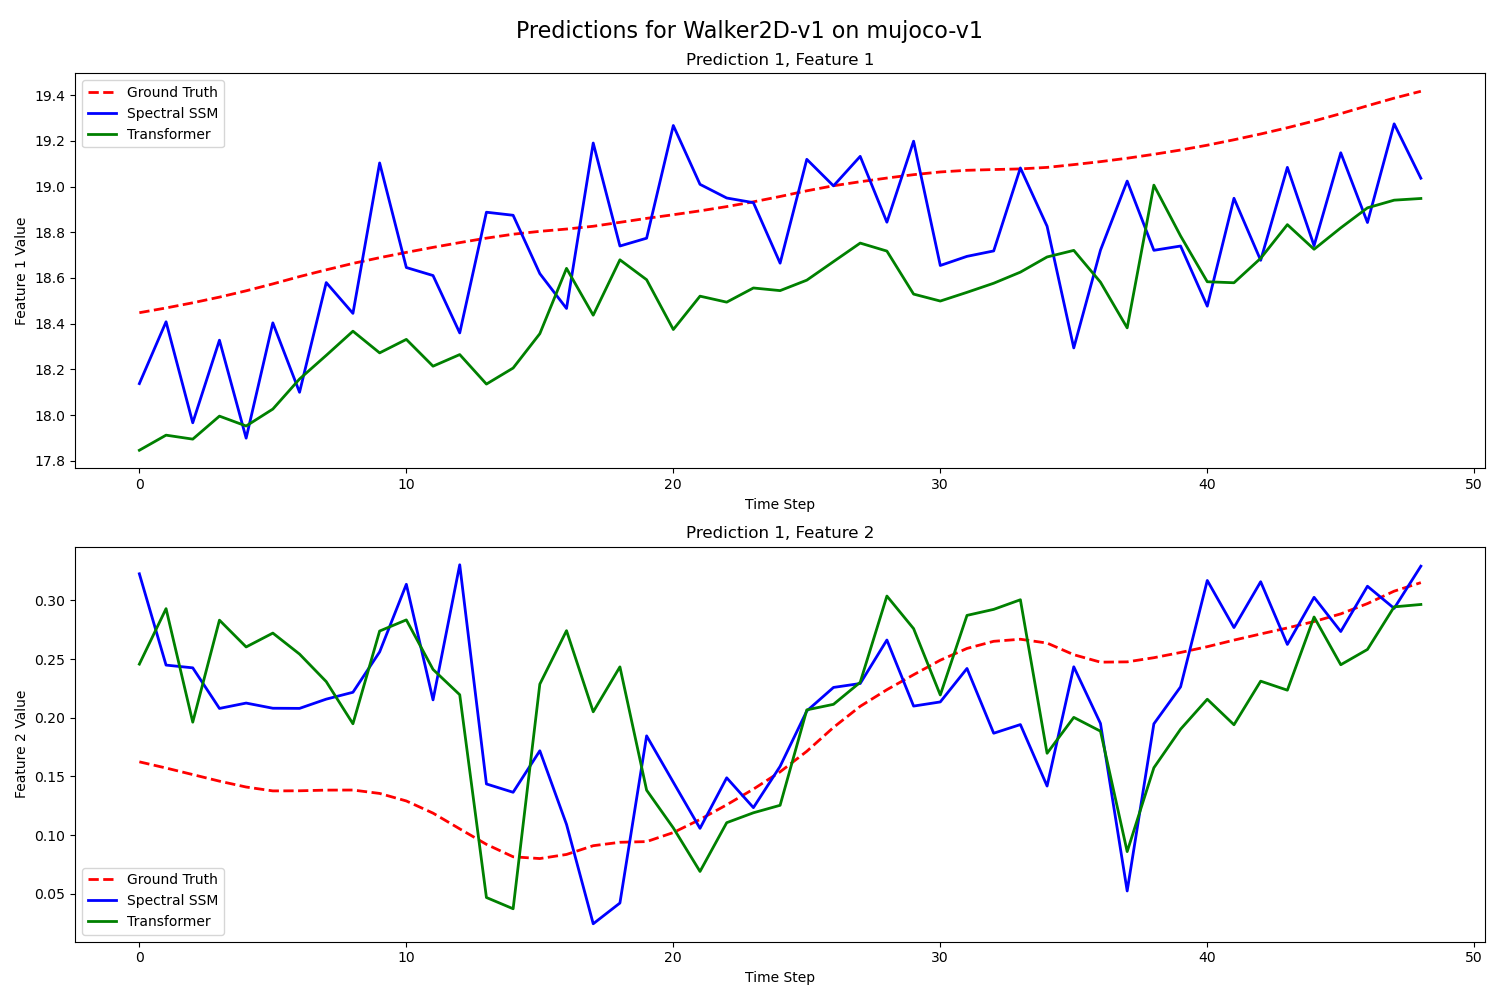 Predictions for Walker2D-v1 on mujoco-v1
Prediction 1, Feature 1
Ground Truth
Spectral SSM
Transformer
Feature 1 Value
19.4
19.2
19.0
18.8
18.6
18.4
18.2
18.0
17.8
0
10
20
30
40
50
Time Step
Prediction 1, Feature 2
Feature 2 Value
0.30
0.25
0.20
0.15
0.10
0.05
Ground Truth
Spectral SSM
Transformer
0
10
20
30
40
50
Time Step